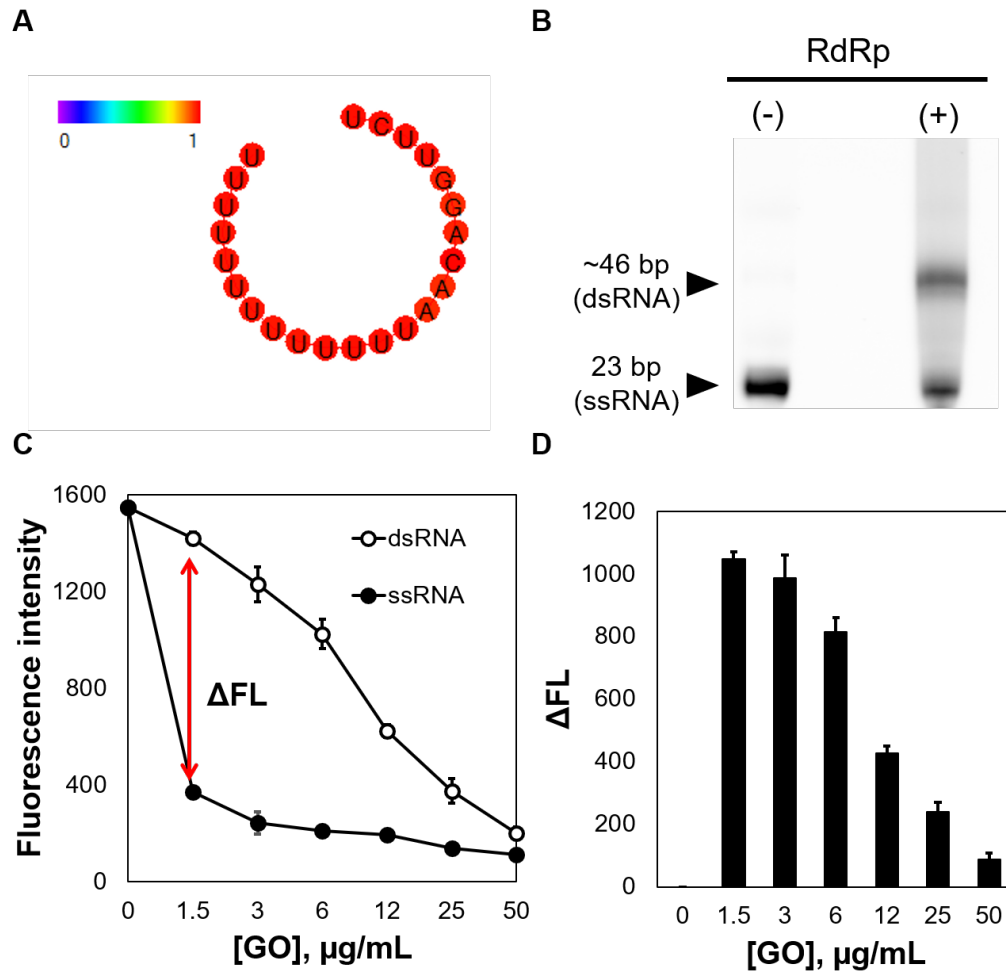 A
0 1
UCUUGGACAAUUUUUUUUUUUUU
B
RdRp
(-) (+)
~46 bp
(dsRNA)
23 bp
(ssRNA)
C
Fluorescence intensity
1600
1200
800
400
0
dsRNA
ssRNA
ΔFL
0 1.5 3 6 12 25 50
[GO], µg/mL
D
ΔFL
1200
1000
800
600
400
200
0
0 1.5 3 6 12 25 50
[GO], µg/mL